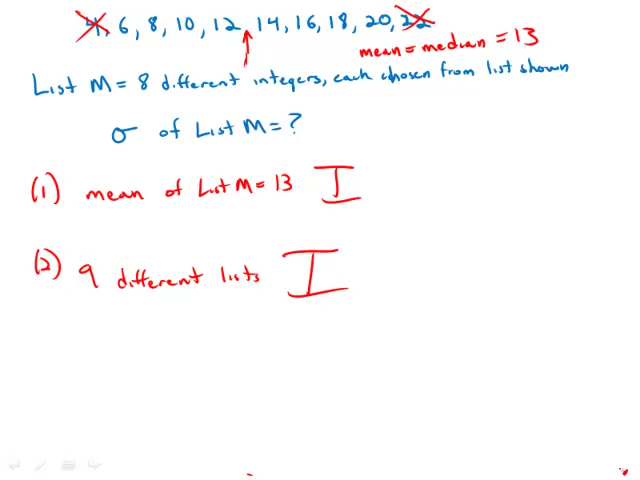 4, 6, 8, 10, 12, 14, 16, 18, 20, 22
mean = median = 13
List M = 8 different integers, each chosen from list shown
σ of List M = ?
(1) mean of List M = 13 I
(2) 9 different lists I